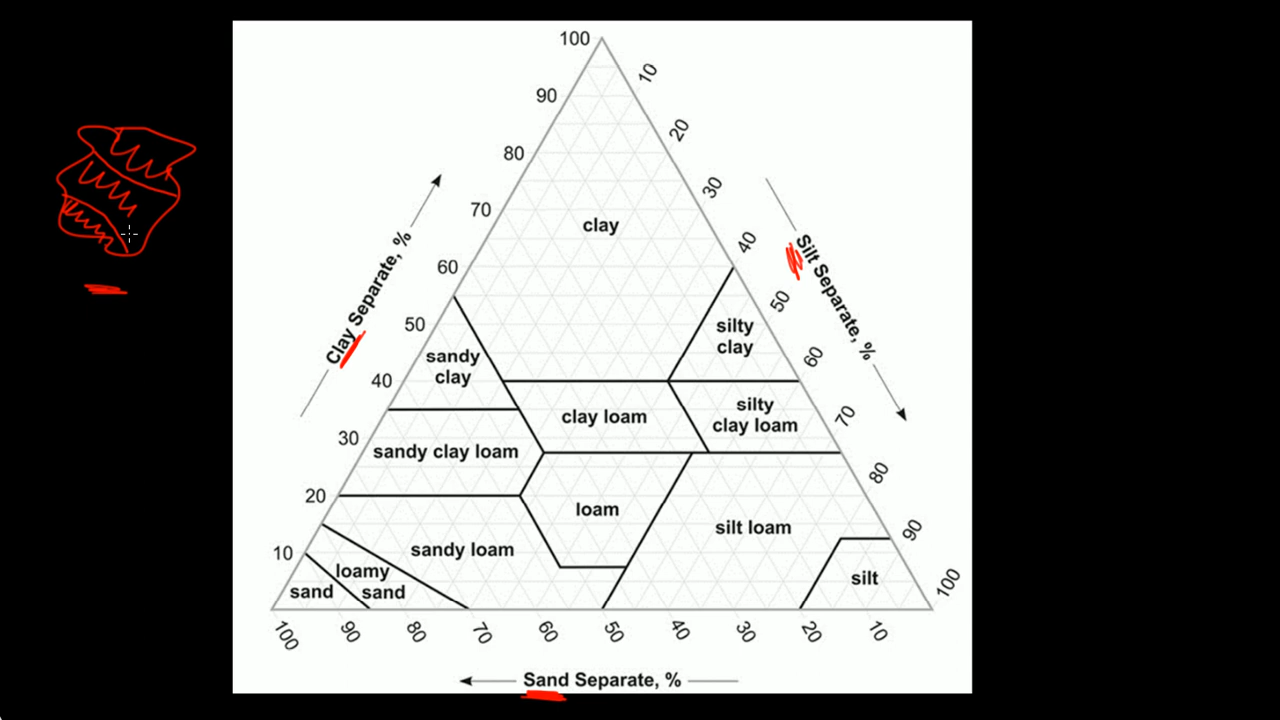 100
10
90
20
80
30
70
clay
40
Clay Separate, %
Silt Separate, %
60
50
50
silty
clay
60
sandy
clay
40
clay loam
silty
clay loam
70
30
sandy clay loam
80
20
loam
silt loam
90
10
sandy loam
loamy
sand
sand
silt
100
100
90
80
70
60
50
40
30
20
10
Sand Separate, %